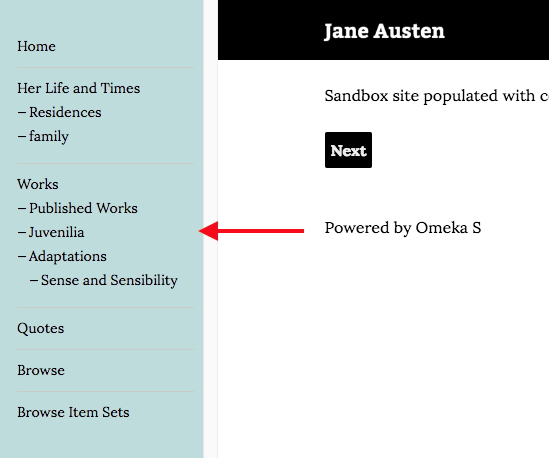 Home
Her Life and Times
– Residences
– family
Works
– Published Works
– Juvenilia
– Adaptations
– Sense and Sensibility
Quotes
Browse
Browse Item Sets
Jane Austen
Sandbox site populated with
Next
Powered by Omeka S